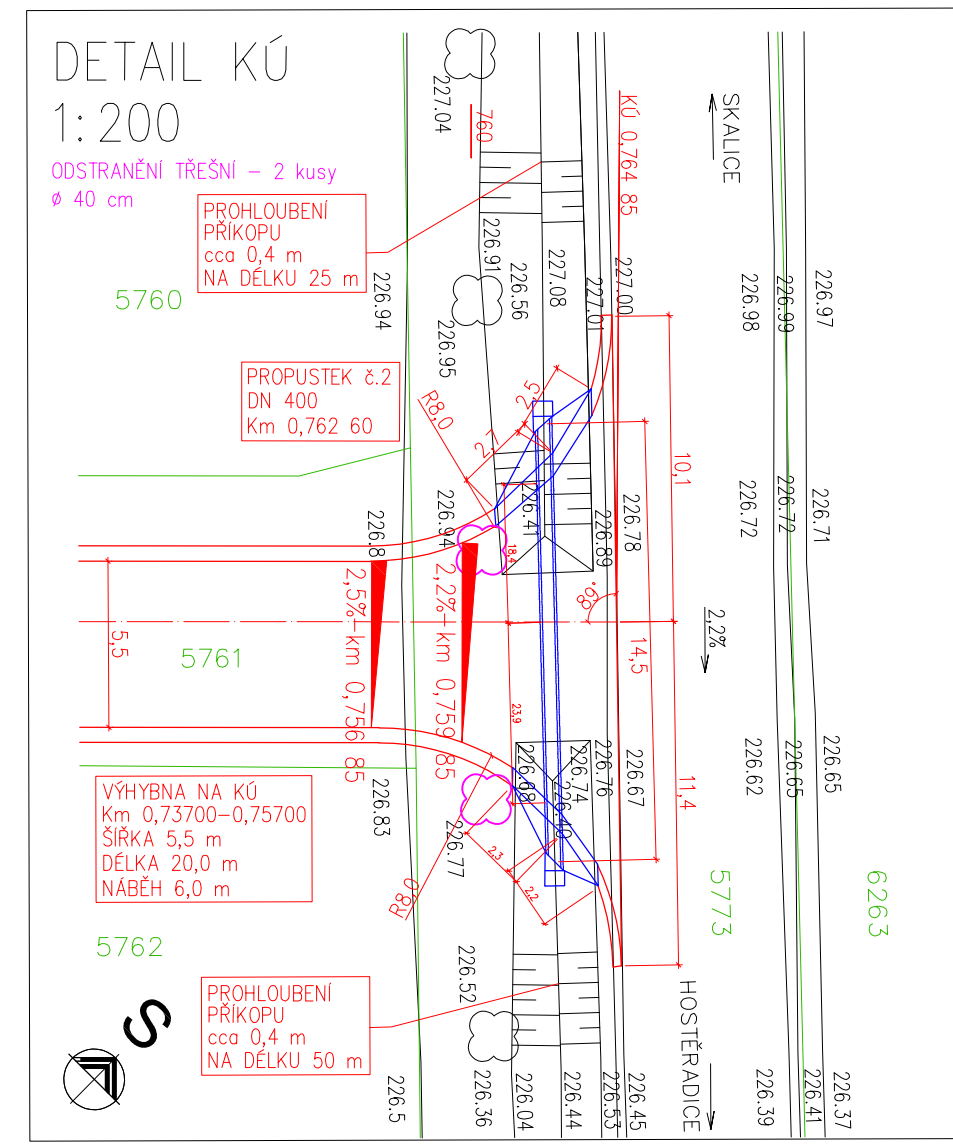 DETAIL KÚ
1:200
ODSTRANĚNÍ TŘEŠNÍ – 2 kusy
ø 40 cm
PROHLOUBENÍ
PŘÍKOPU
cca 0,4 m
NA DÉLKU 25 m
5760
PROPUSTEK č.2
DN 400
Km 0,762 60
227.04
760
KÚ 0,764 85
SKALICE
226.94
226.91
226.56
227.08
227.01
227.00
226.98
226.99
226.97
226.95
R8,0
2,5
2,7
10,1
226.8
226.94
226.41
226.89
226.78
226.72
226.72
226.71
18,4
89°
2,5%-km 0,756 85
2,2%-km 0,759 85
5,5
5761
14,5
2,2%
23,9
226.83
226.77
226.68
226.74
226.40
226.76
226.67
226.62
226.65
226.65
11,4
VÝHYBNA NA KÚ
Km 0,73700–0,75700
ŠÍŘKA 5,5 m
DÉLKA 20,0 m
NÁBĚH 6,0 m
R8,0
2,3
2,2
5773
6263
5762
226.52
PROHLOUBENÍ
PŘÍKOPU
cca 0,4 m
NA DÉLKU 50 m
HOSTĚRADICE
S
226.5
226.36
226.04
226.44
226.53
226.45
226.39
226.41
226.37